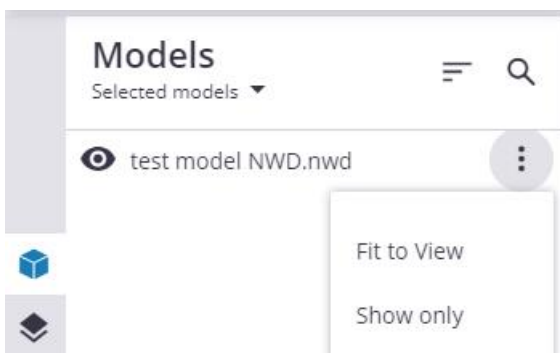 Models
Selected models
test model NWD.nwd
Fit to View
Show only